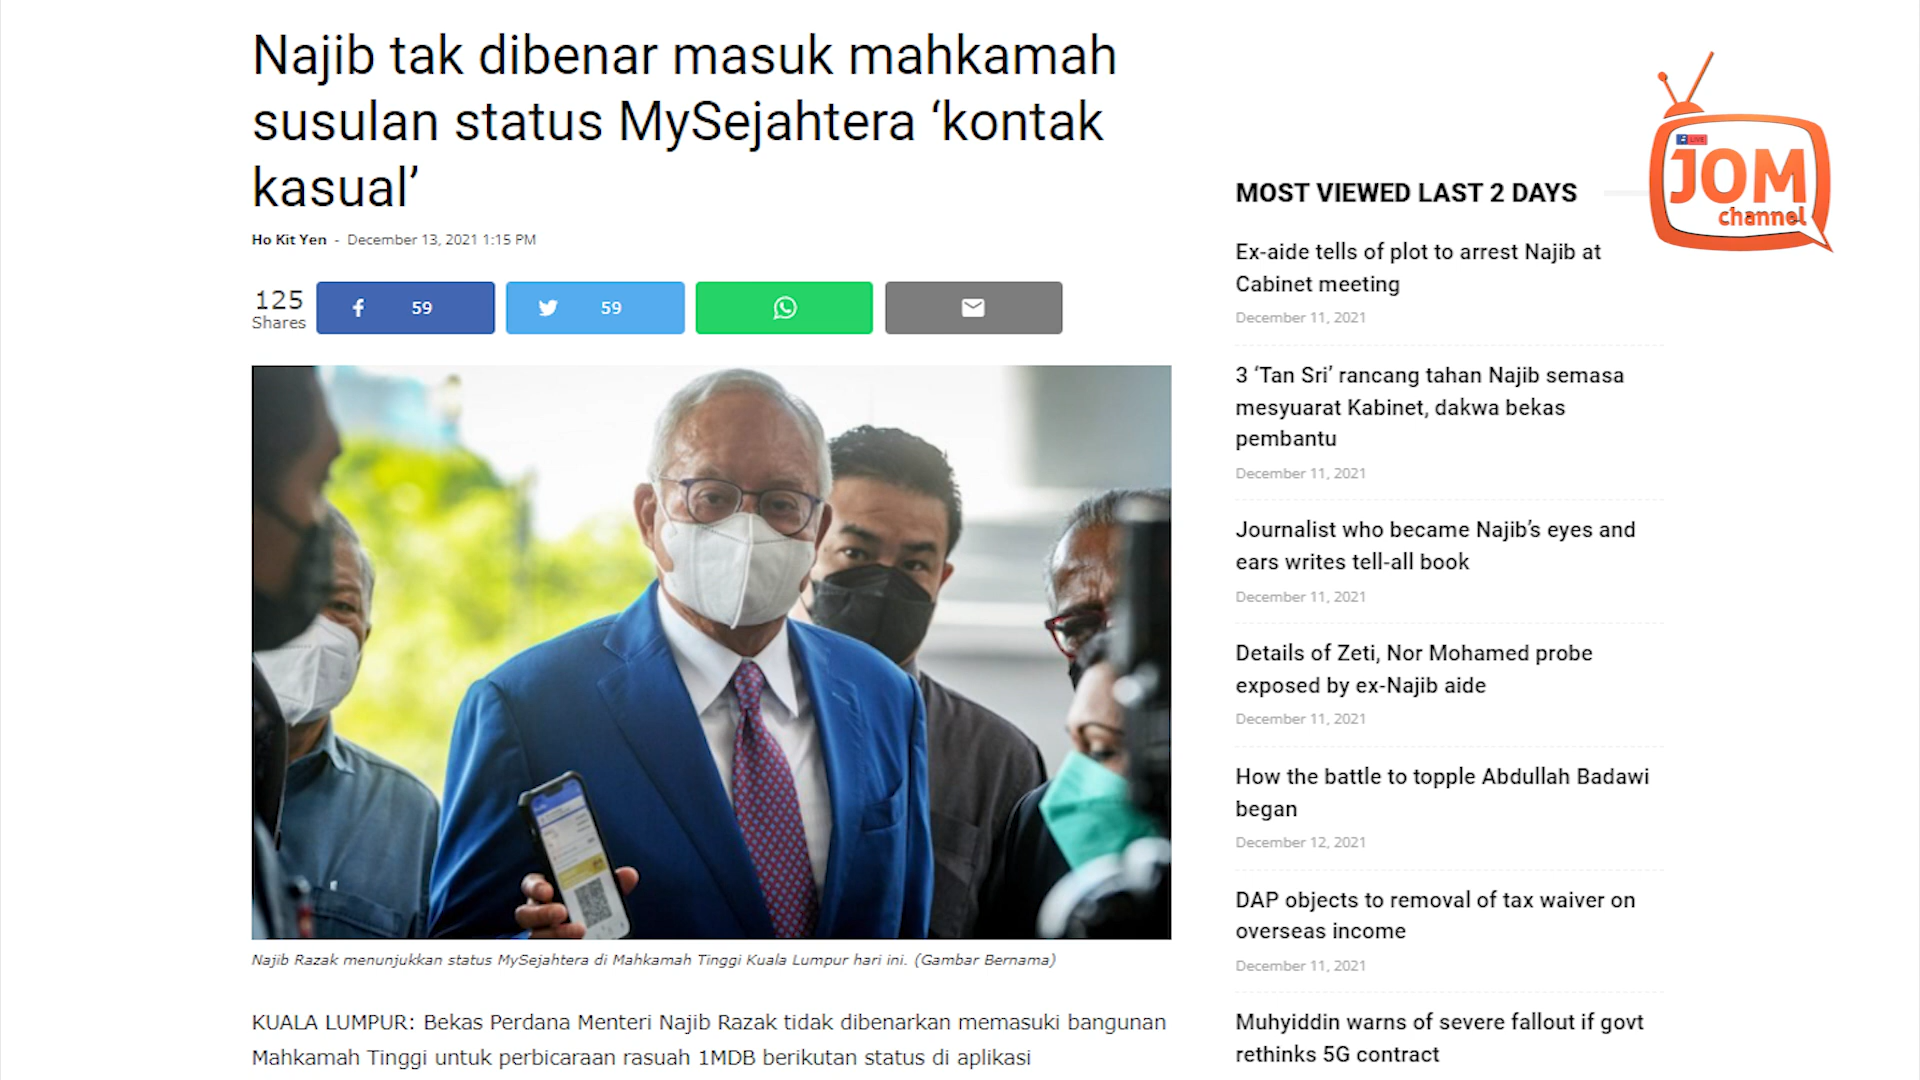 Najib tak dibenar masuk mahkamah
susulan status MySejahtera ‘kontak
kasual’
Ho Kit Yen - December 13, 2021 1:15 PM
125
Shares
59
59
Najib Razak menunjukkan status MySejahtera di Mahkamah Tinggi Kuala Lumpur hari ini. (Gambar Bernama)
KUALA LUMPUR: Bekas Perdana Menteri Najib Razak tidak dibenarkan memasuki bangunan
Mahkamah Tinggi untuk perbicaraan rasuah 1MDB berikutan status di aplikasi
LIVE
JOM
channel
MOST VIEWED LAST 2 DAYS
Ex-aide tells of plot to arrest Najib at
Cabinet meeting
December 11, 2021
3 ‘Tan Sri’ rancang tahan Najib semasa
mesyuarat Kabinet, dakwa bekas
pembantu
December 11, 2021
Journalist who became Najib’s eyes and
ears writes tell-all book
December 11, 2021
Details of Zeti, Nor Mohamed probe
exposed by ex-Najib aide
December 11, 2021
How the battle to topple Abdullah Badawi
began
December 12, 2021
DAP objects to removal of tax waiver on
overseas income
December 11, 2021
Muhyiddin warns of severe fallout if govt
rethinks 5G contract